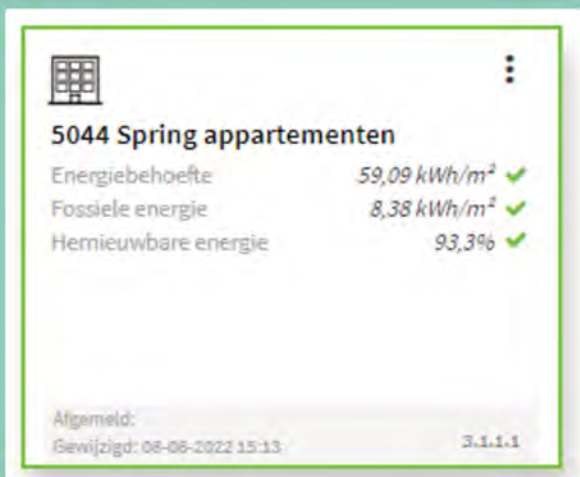 5044 Spring appartementen
Energiebehoefte 59,09 kWh/m²
Fossiele energie 8,38 kWh/m²
Hernieuwbare energie 93,3%
Afgemeld:
Gewijzigd: 08-08-2022 15:13 3.1.1.1